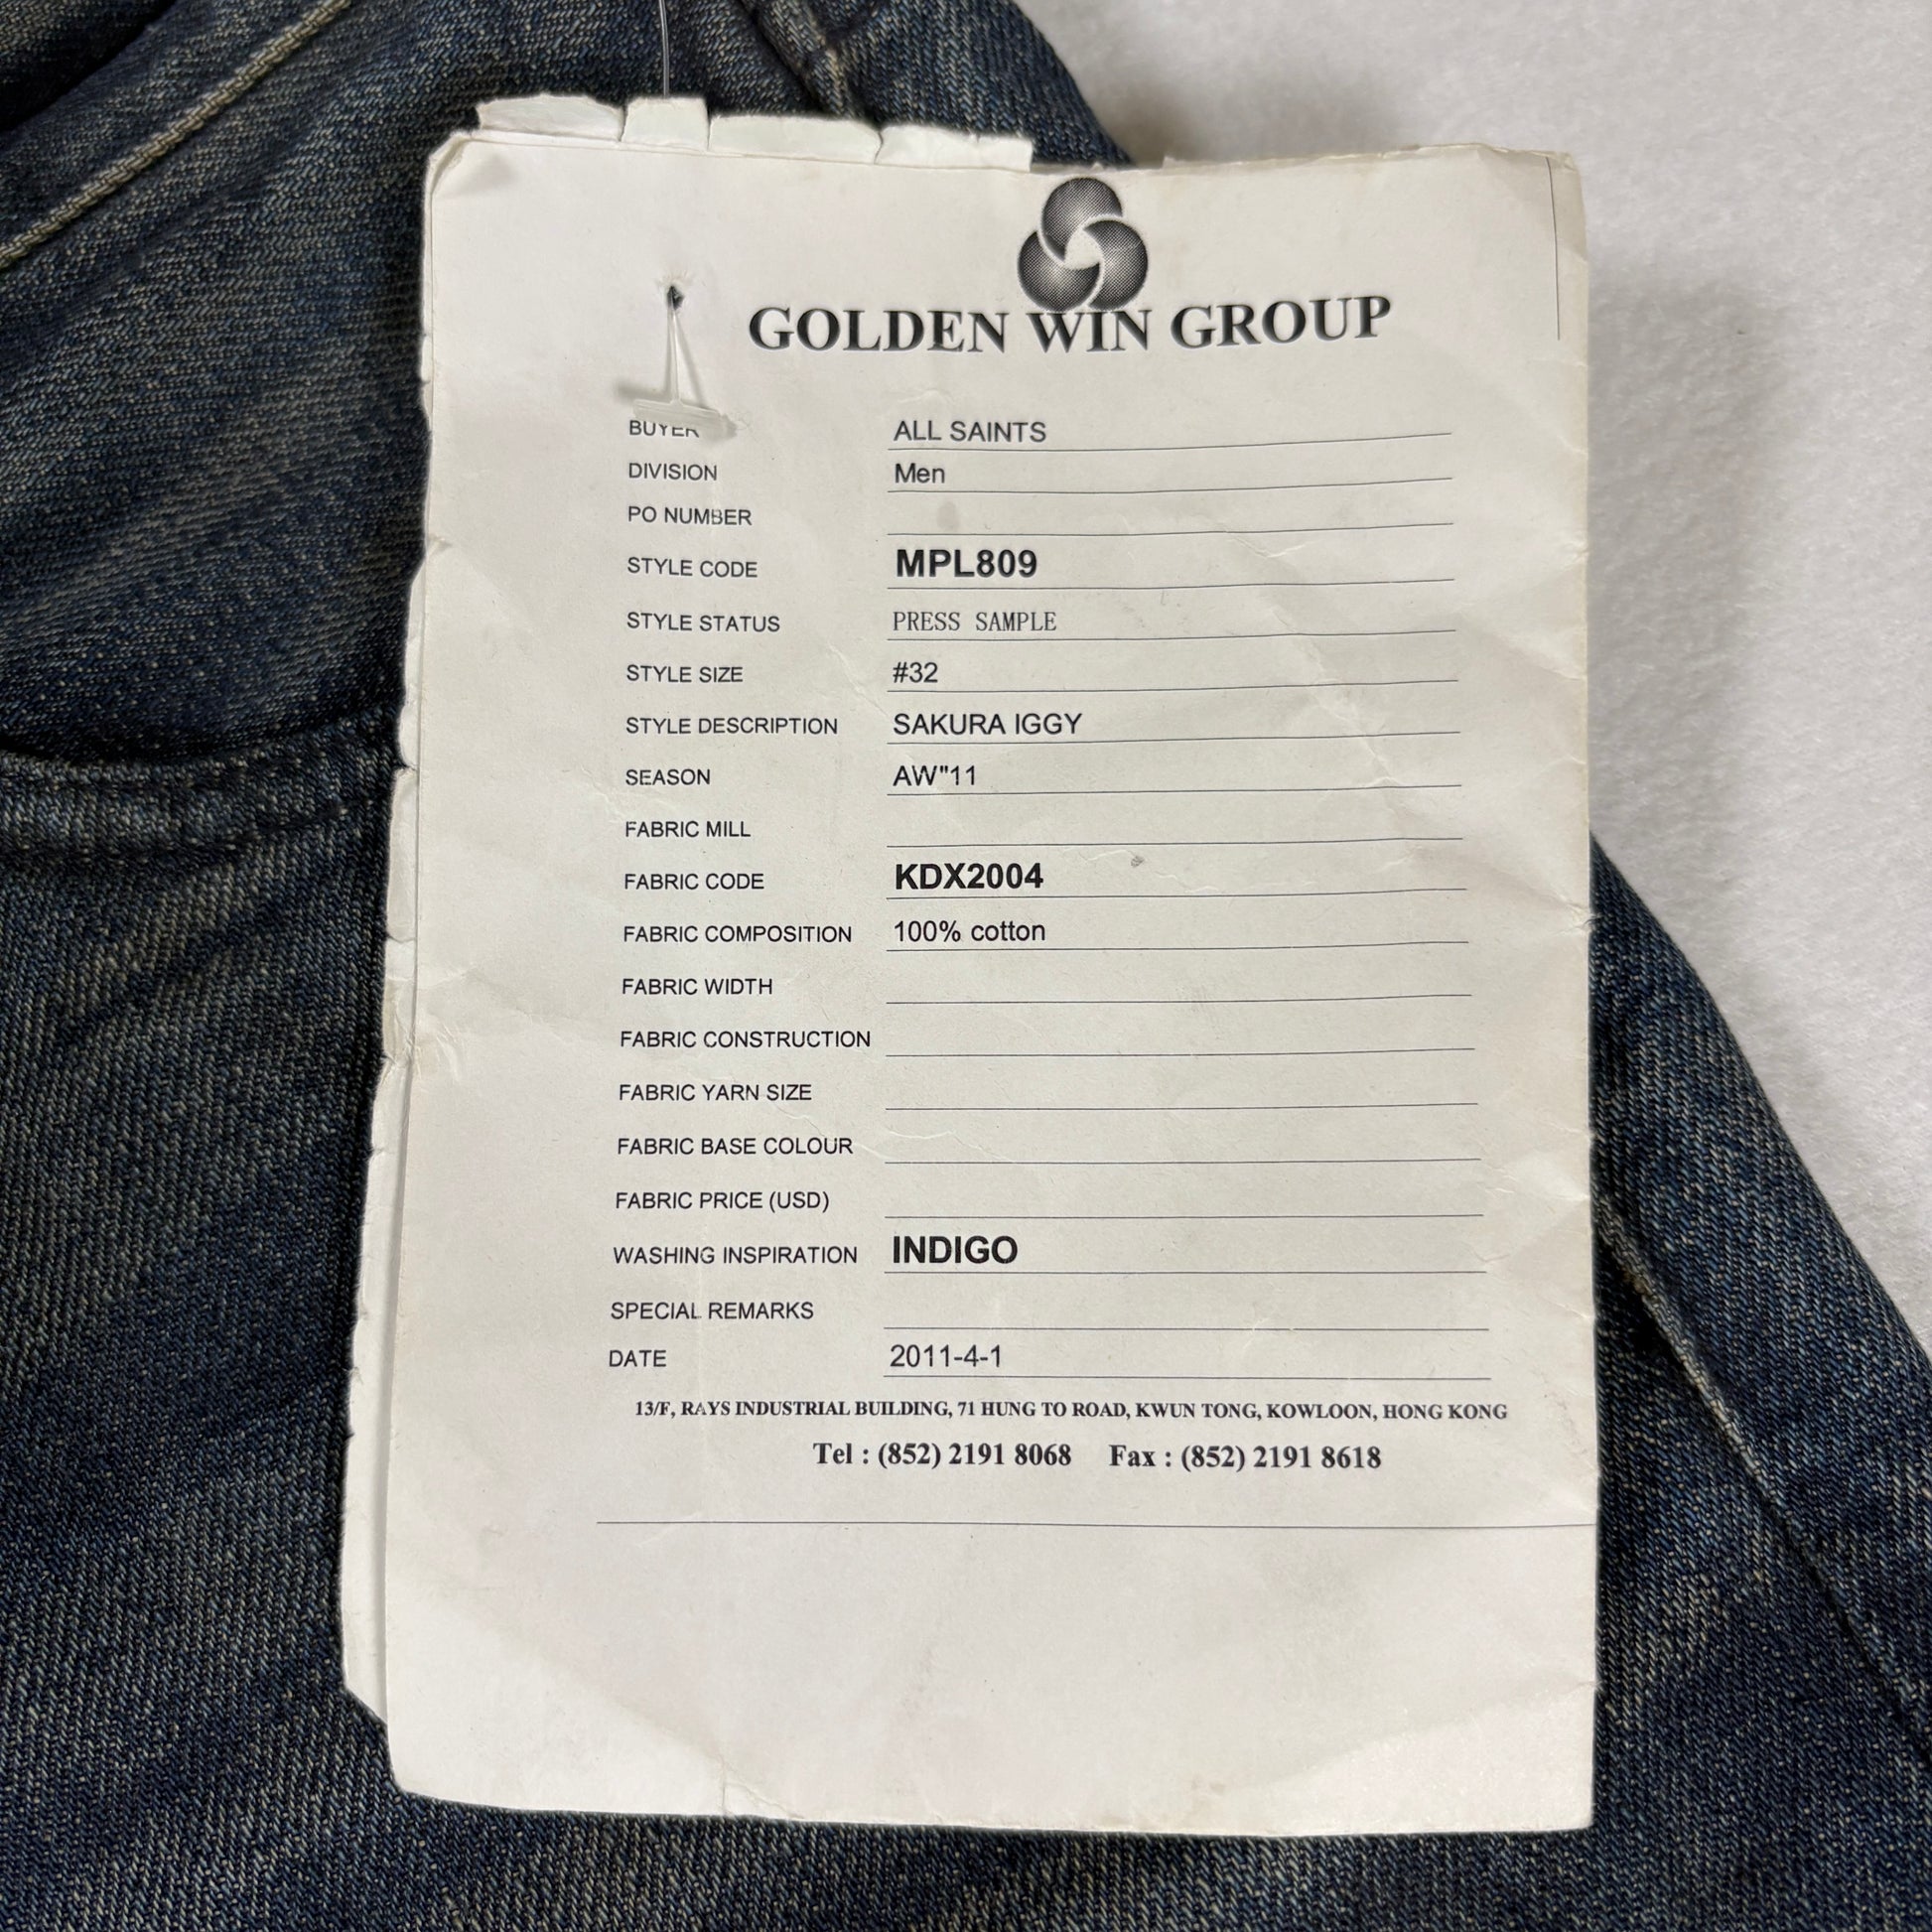 GOLDEN WIN GROUP
BUYER ALL SAINTS
DIVISION Men
PO NUMBER
STYLE CODE MPL809
STYLE STATUS PRESS SAMPLE
STYLE SIZE #32
STYLE DESCRIPTION SAKURA IGGY
SEASON AW"11
FABRIC MILL
FABRIC CODE KDX2004
FABRIC COMPOSITION 100% cotton
FABRIC WIDTH
FABRIC CONSTRUCTION
FABRIC YARN SIZE
FABRIC BASE COLOUR
FABRIC PRICE (USD)
WASHING INSPIRATION INDIGO
SPECIAL REMARKS
DATE 2011-4-1
13/F, RAYS INDUSTRIAL BUILDING, 71 HUNG TO ROAD, KWUN TONG, KOWLOON, HONG KONG
Tel : (852) 2191 8068 Fax : (852) 2191 8618